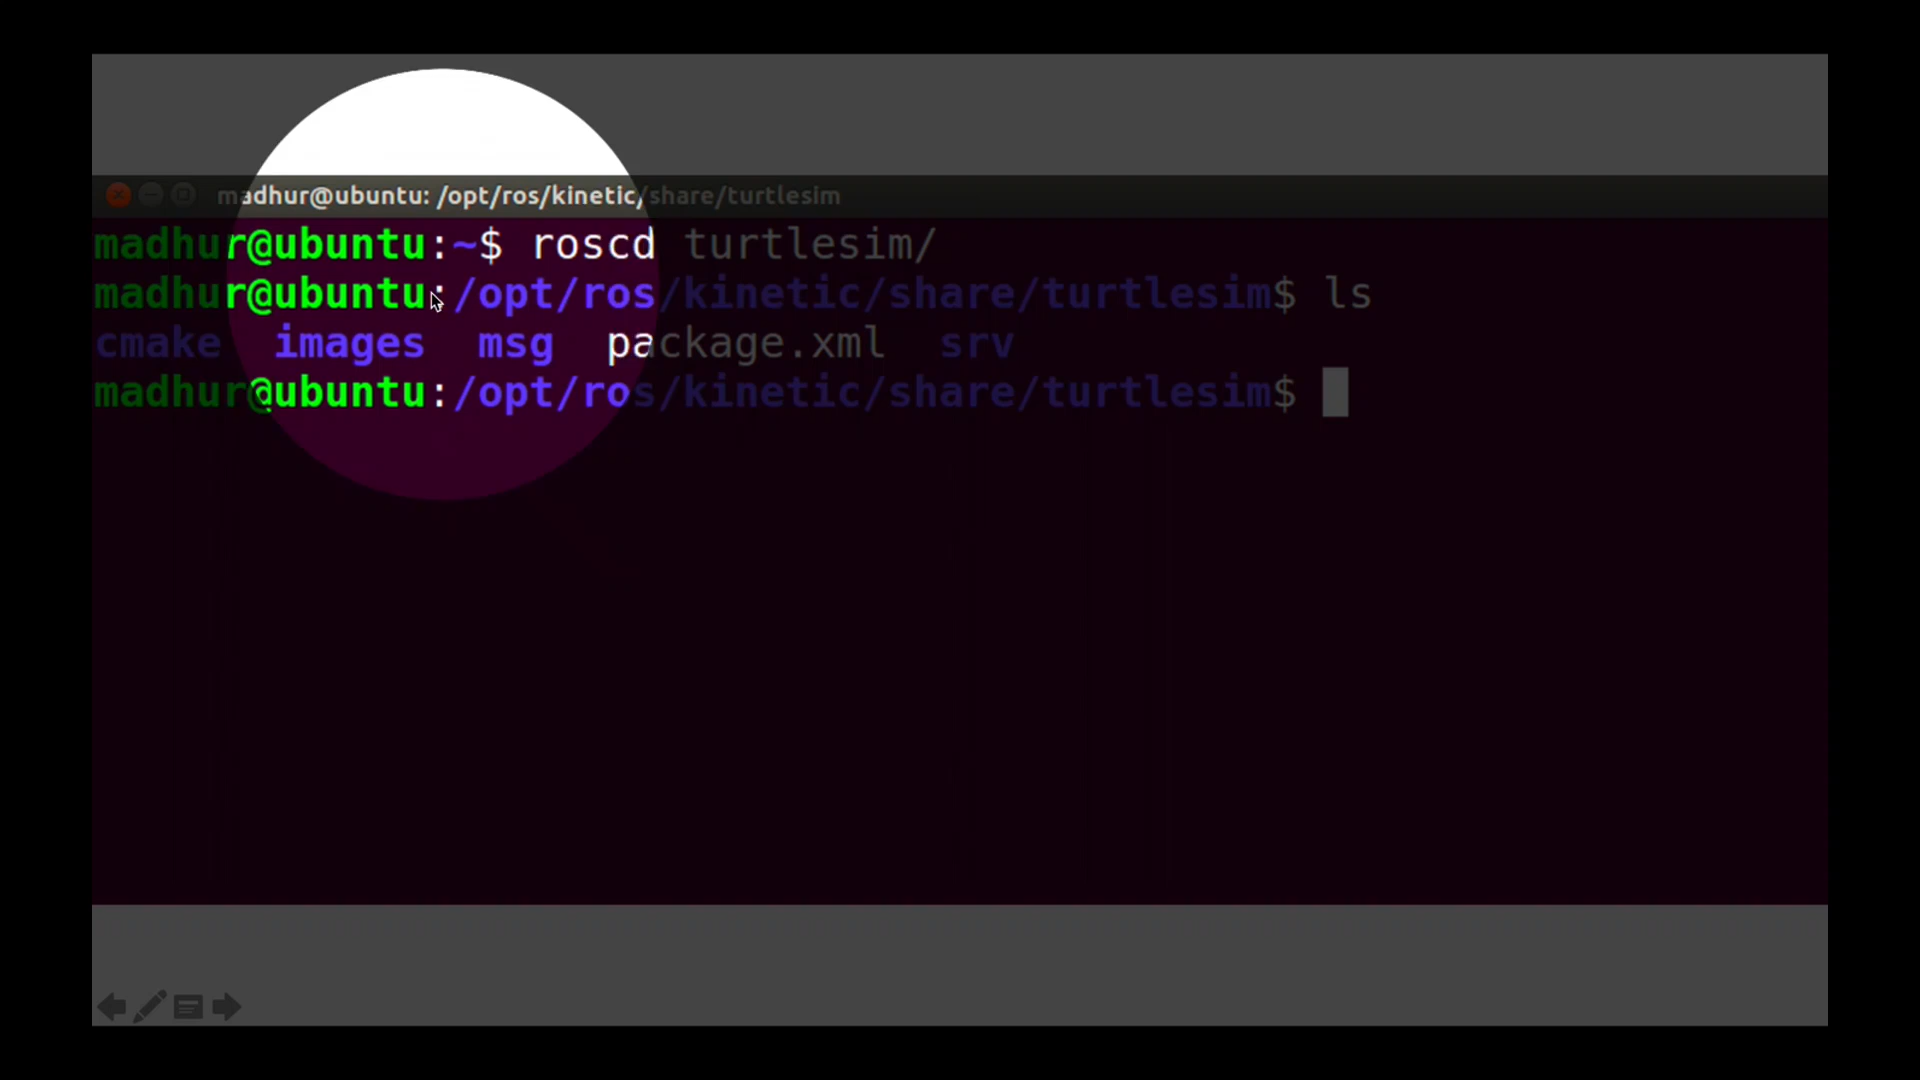 madhur@ubuntu: /opt/ros/kinetic/share/turtlesim
madhur@ubuntu:~$ roscd turtlesim/
madhur@ubuntu:/opt/ros/kinetic/share/turtlesim$ ls
cmake images msg package.xml srv
madhur@ubuntu:/opt/ros/kinetic/share/turtlesim$